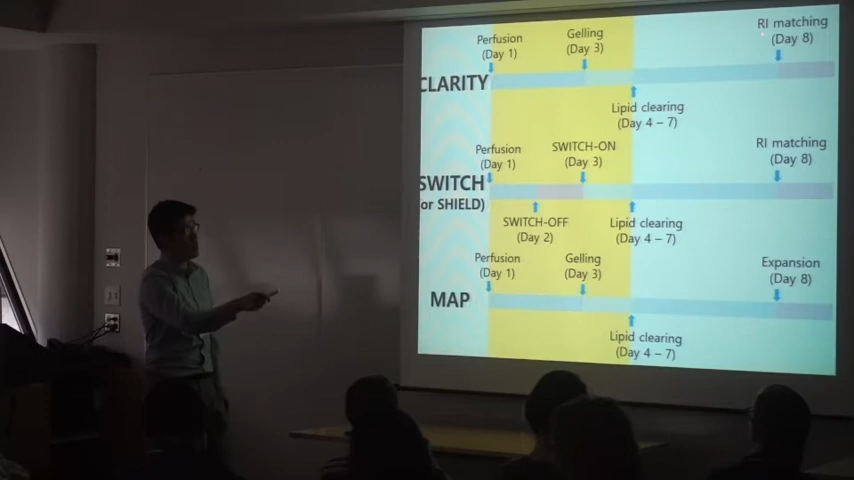 Perfusion
(Day 1)
Gelling
(Day 3)
RI matching
(Day 8)
CLARITY
Lipid clearing
(Day 4 – 7)
Perfusion
(Day 1)
SWITCH-ON
(Day 3)
RI matching
(Day 8)
SWITCH
or SHIELD)
SWITCH-OFF
(Day 2)
Lipid clearing
(Day 4 – 7)
Perfusion
(Day 1)
Gelling
(Day 3)
Expansion
(Day 8)
MAP
Lipid clearing
(Day 4 – 7)